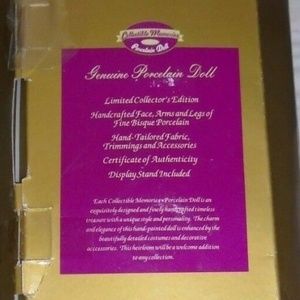 Collectible Memories
Porcelain Doll
Genuine Porcelain Doll
Limited Collector's Edition
Handcrafted Face, Arms and Legs of
Fine Bisque Porcelain
Hand-Tailored Fabric,
Trimmings and Accessories
Certificate of Authenticity
Display Stand Included
Each Collectible Memories Porcelain Doll is an
exquisitely designed and finely handcrafted timeless
treasure with a unique style and personality. The charm
and elegance of this hand-painted doll is enhanced by the
beautifully detailed costumes and decorative
accessories. This heirloom will be a welcome addition
to any collection.